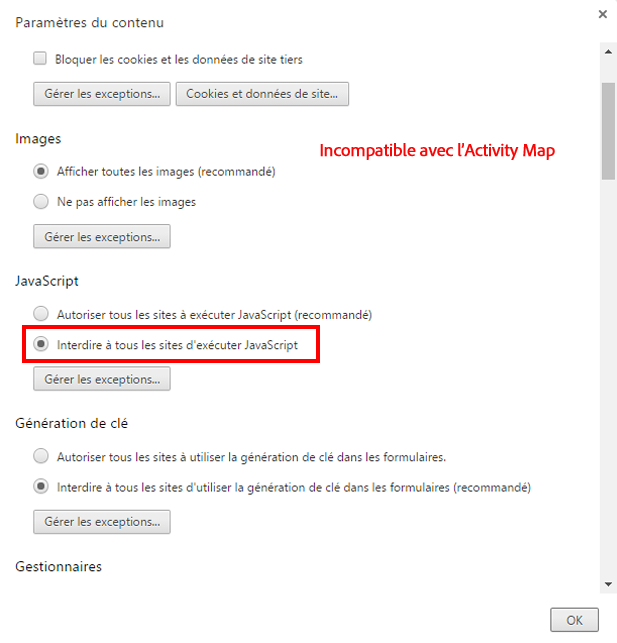 Paramètres du contenu
Bloquer les cookies et les données de site tiers
Gérer les exceptions... Cookies et données de site...
Images
Incompatible avec l'Activity Map
Afficher toutes les images (recommandé)
Ne pas afficher les images
Gérer les exceptions...
JavaScript
Autoriser tous les sites à exécuter JavaScript (recommandé)
Interdire à tous les sites d'exécuter JavaScript
Gérer les exceptions...
Génération de clé
Autoriser tous les sites à utiliser la génération de clé dans les formulaires.
Interdire à tous les sites d'utiliser la génération de clé dans les formulaires (recommandé)
Gérer les exceptions...
Gestionnaires
OK